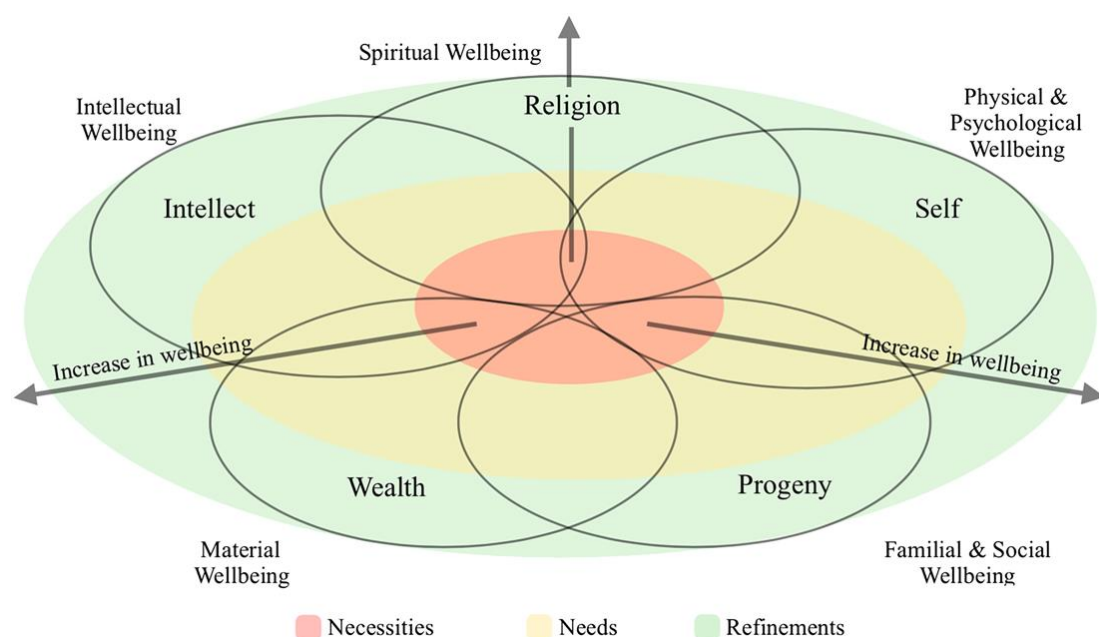 Spiritual Wellbeing
Religion
Intellectual
Wellbeing
Physical &
Psychological
Wellbeing
Intellect
Self
Increase in wellbeing
Increase in wellbeing
Wealth
Progeny
Material
Wellbeing
Familial & Social
Wellbeing
Necessities
Needs
Refinements